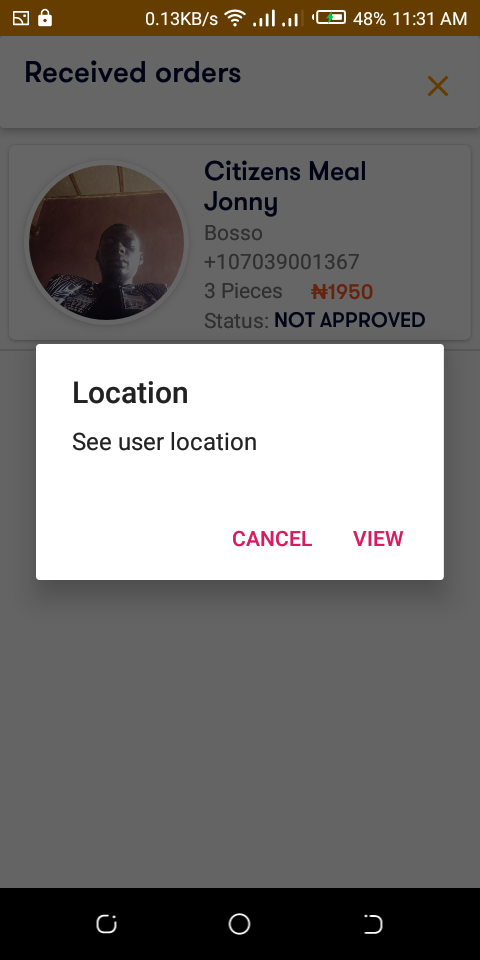 0.13KB/s 48% 11:31 AM
Received orders
Citizens Meal
Jonny
Bosso
+107039001367
3 Pieces ₦1950
Status: NOT APPROVED
Location
See user location
CANCEL VIEW